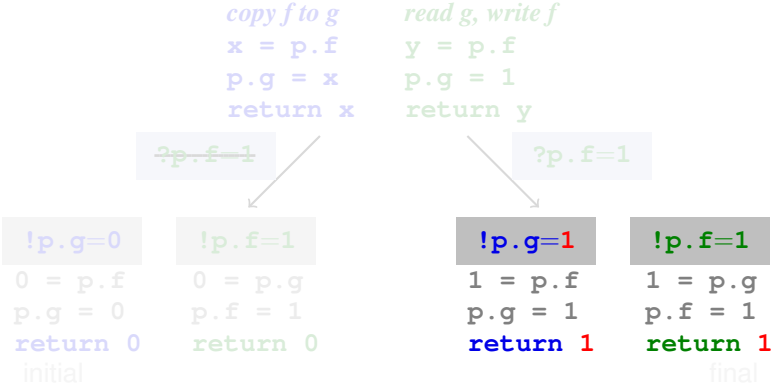 copy f to g read g, write f
x = p.f y = p.f
p.g = x p.g = 1
return x return y
?p.f=1 ?p.f=1
!p.g=0 !p.f=1 !p.g=1 !p.f=1
0 = p.f 0 = p.g 1 = p.f 1 = p.g
p.g = 0 p.f = 1 p.g = 1 p.f = 1
return 0 return 0 return 1 return 1
initial final